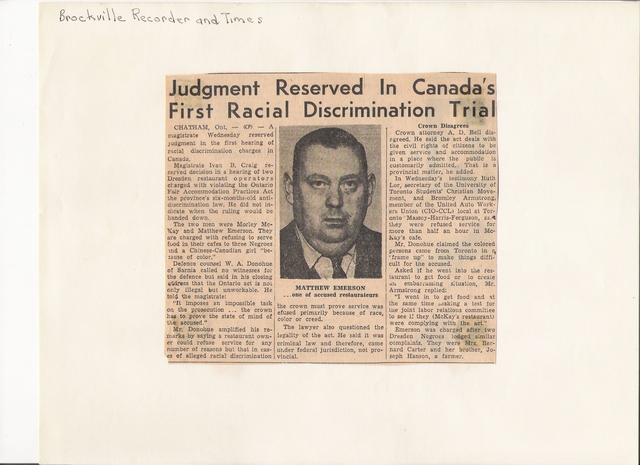 Brockville Recorder and Times
Judgment Reserved In Canada's
First Racial Discrimination Trial
CHATHAM, Ont. — (CP) — A
magistrate Wednesday reserved
judgment in the first hearing of
racial discrimination charges in
Canada.
Magistrate Ivan B. Craig re-
served decision in a hearing of two
Dresden restaurant operators
charged with violating the Ontario
Fair Accommodation Practices Act
the province's six-months-old anti-
discrimination law. He did not in-
dicate when the ruling would be
handed down.
The two men were Morley Mc-
Kay and Matthew Emerson. They
are charged with refusing to serve
food in their cafes to three Negroes
and a Chinese-Canadian girl "be-
cause of color."
Defence counsel W. A. Donohue
of Sarnia called no witnesses for
the defence but said in his closing
address that the Ontario act is not
only illegal but unworkable. He
told the magistrate:
"It imposes an impossible task
on the prosecution ... the crown
has to prove the state of mind of
the accused."
Mr. Donohue amplified his re-
marks by saying a restaurant own-
er could refuse service for any
number of reasons but that in cas-
es of alleged racial discrimination
MATTHEW EMERSON
...one of accused restaurateurs
the crown must prove service was
refused primarily because of race,
color or creed.
The lawyer also questioned the
legality of the act. He said it was
criminal law and therefore, came
under federal jurisdiction, not pro-
vincial.
Crown Disagrees
Crown attorney A. D. Bell dis-
agreed. He said the act deals with
the civil rights of citizens to be
given service and accommodation
in a place where the public is
customarily admitted. That is a
provincial matter, he added.
In Wednesday's testimony Ruth
Lor, secretary of the University of
Toronto Students' Christian Move-
ment, and Bromley Armstrong,
member of the United Auto Work-
ers Union (CIO-CCL) local at Tor-
onto Massey-Harris-Ferguson, said
they were refused service for
more than half an hour in Mc-
Kay's cafe.
Mr. Donohue claimed the colored
persons came from Toronto in a
"frame up" to make things diffi-
cult for the accused.
Asked if he went into the res-
taurant to get food or to create
an embarrassing situation, Mr.
Armstrong replied:
"I went in to get food and at
the same time making a test for
the joint labor relations committee
to see if they (McKay's restaurant)
were complying with the act."
Emerson was charged after two
Dresden Negroes lodged similar
complaints. They were Mrs. Ber-
nard Carter and her brother, Jo-
seph Hanson, a farmer.